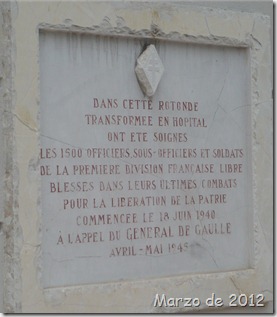 DANS CETTE ROTONDE
TRANSFORMEE EN HOPITAL
ONT ETE SOIGNES
LES 1500 OFFICIERS SOUS-OFFICIERS ET SOLDATS
DE LA PREMIERE DIVISION FRANÇAISE LIBRE
BLESSES DANS LEURS ULTIMES COMBATS
POUR LA LIBERATION DE LA PATRIE
COMMENCEE LE 18 JUIN 1940
À L'APPEL DU GENERAL DE GAULLE
AVRIL - MAI 1945
Marzo de 2012